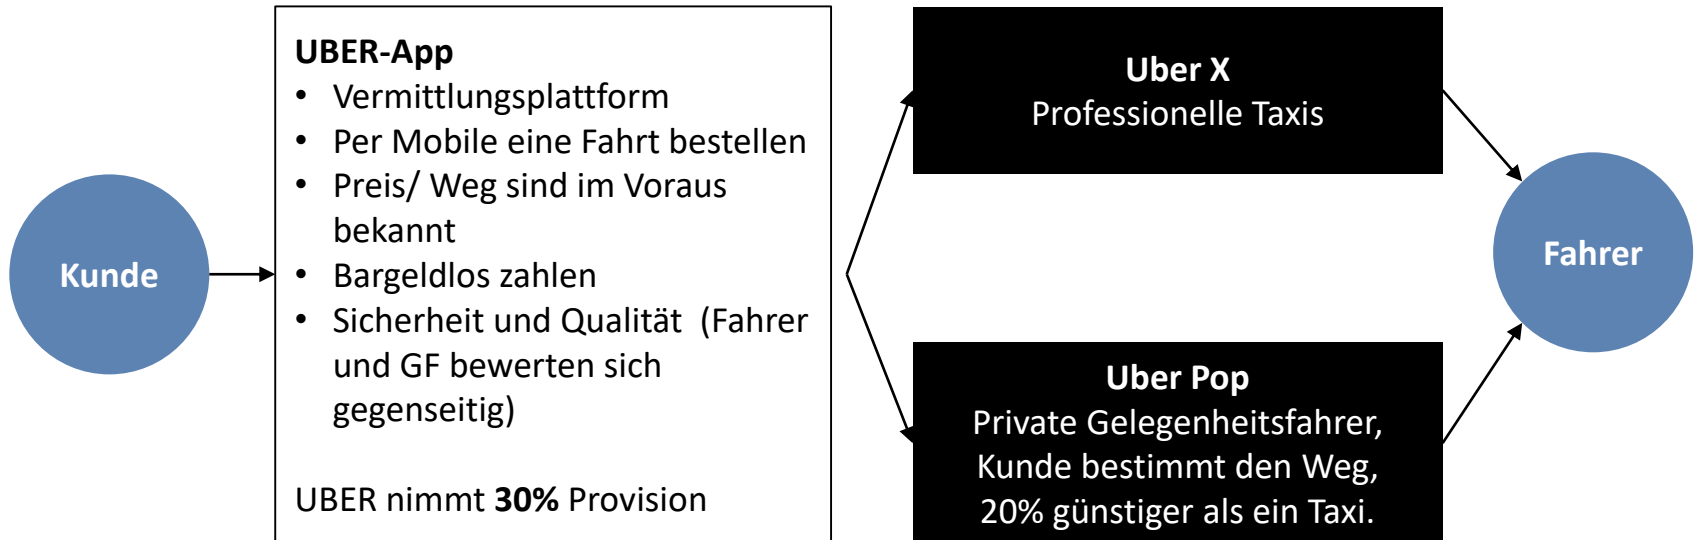 Kunde
UBER-App
• Vermittlungsplattform
• Per Mobile eine Fahrt bestellen
• Preis/ Weg sind im Voraus
bekannt
• Bargeldlos zahlen
• Sicherheit und Qualität  (Fahrer
und GF bewerten sich
gegenseitig)
UBER nimmt 30% Provision
Uber X
Professionelle Taxis
Uber Pop
Private Gelegenheitsfahrer,
Kunde bestimmt den Weg,
20% günstiger als ein Taxi.
Fahrer